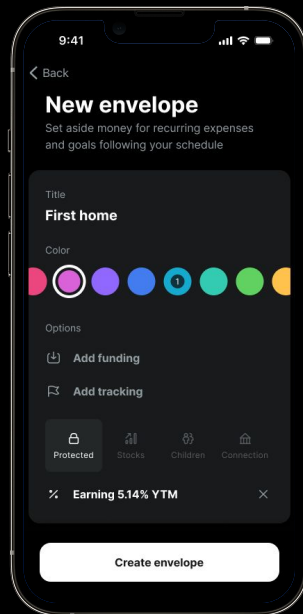 9:41
Back
New envelope
Set aside money for recurring expenses
and goals following your schedule
Title
First home
Color
1
Options
Add funding
Add tracking
Protected
Stocks
Children
Connection
Earning 5.14% YTM
Create envelope